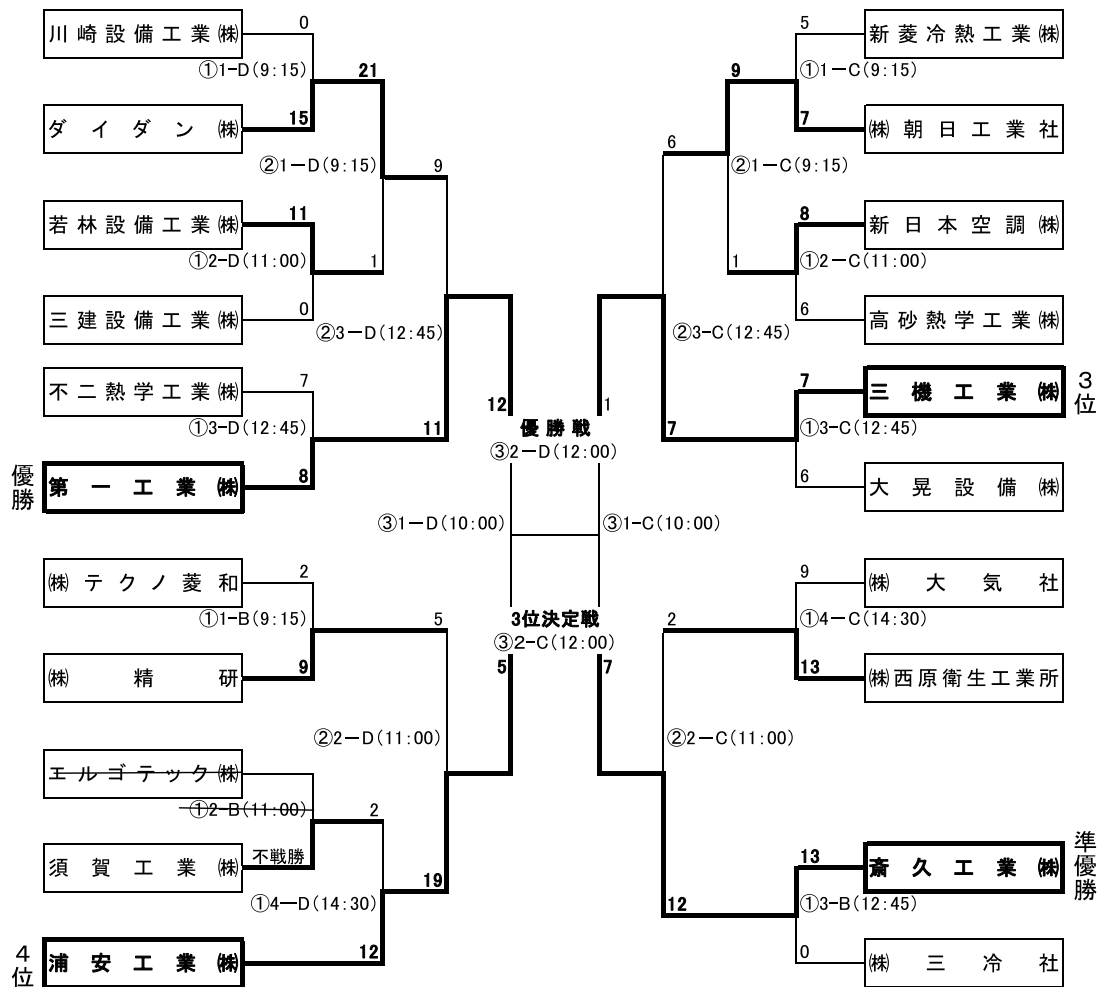 川崎設備工業㈱
0
①1-D(9:15)
21
ダイダン㈱
15
②1-D(9:15)
9
若林設備工業㈱
11
①2-D(11:00)
1
三建設備工業㈱
0
②3-D(12:45)
不二熱学工業㈱
7
①3-D(12:45)
11
優勝
第一工業㈱
8
③1-D(10:00)
㈱テクノ菱和
2
①1-B(9:15)
5
㈱精研
9
②2-D(11:00)
エルゴテック㈱
①2-B(11:00)
2
須賀工業㈱
不戦勝
①4-D(14:30)
19
4位
浦安工業㈱
12
12
1
優勝戦
③2-D(12:00)
3位決定戦
③2-C(12:00)
5
7
5
新菱冷熱工業㈱
9
①1-C(9:15)
7
㈱朝日工業社
6
②1-C(9:15)
8
新日本空調㈱
1
①2-C(11:00)
6
高砂熱学工業㈱
②3-C(12:45)
7
三機工業㈱
3位
7
①3-C(12:45)
6
大晃設備㈱
③1-C(10:00)
9
㈱大気社
2
①4-C(14:30)
13
㈱西原衛生工業所
②2-C(11:00)
13
斎久工業㈱
準優勝
12
①3-B(12:45)
0
㈱三冷社